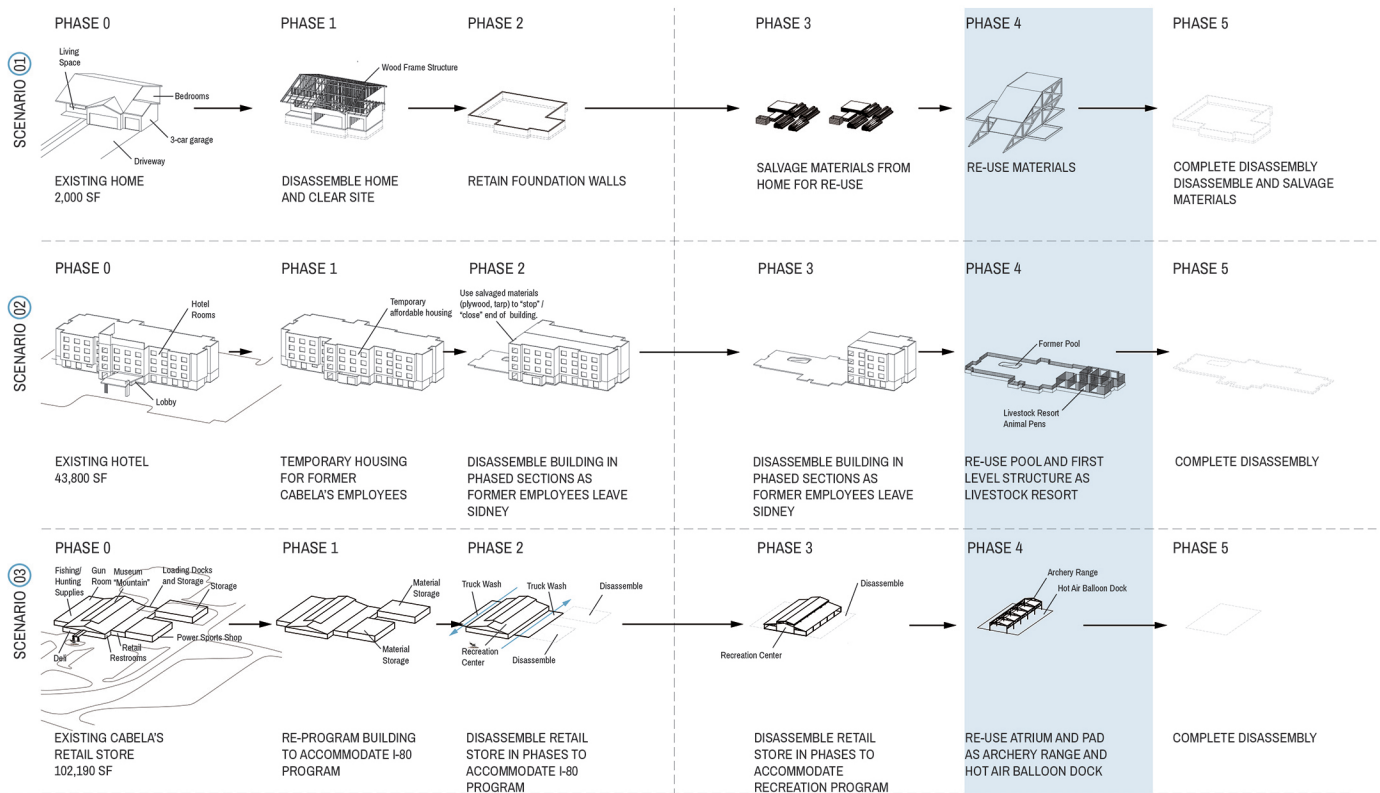 SCENARIO 01
PHASE 0
PHASE 1
PHASE 2
PHASE 3
PHASE 4
PHASE 5
Living
Space
Bedrooms
3-car garage
Driveway
Wood Frame Structure
EXISTING HOME
2,000 SF
DISASSEMBLE HOME
AND CLEAR SITE
RETAIN FOUNDATION WALLS
SALVAGE MATERIALS FROM
HOME FOR RE-USE
RE-USE MATERIALS
COMPLETE DISASSEMBLY
DISASSEMBLE AND SALVAGE
MATERIALS
SCENARIO 02
PHASE 0
PHASE 1
PHASE 2
PHASE 3
PHASE 4
PHASE 5
Hotel
Rooms
Lobby
Temporary
affordable housing
Use salvaged materials
(plywood, tarp) to “stop” /
“close” end of building.
Former Pool
Livestock Resort
Animal Pens
EXISTING HOTEL
43,800 SF
TEMPORARY HOUSING
FOR FORMER
CABELA’S EMPLOYEES
DISASSEMBLE BUILDING IN
PHASED SECTIONS AS
FORMER EMPLOYEES LEAVE
SIDNEY
DISASSEMBLE BUILDING IN
PHASED SECTIONS AS
FORMER EMPLOYEES LEAVE
SIDNEY
RE-USE POOL AND FIRST
LEVEL STRUCTURE AS
LIVESTOCK RESORT
COMPLETE DISASSEMBLY
SCENARIO 03
PHASE 0
PHASE 1
PHASE 2
PHASE 3
PHASE 4
PHASE 5
Fishing/
Hunting
Supplies
Gun
Room
Museum
“Mountain”
Loading Docks
and Storage
Storage
Power Sports Shop
Retail
Restrooms
Deli
Material
Storage
Material
Storage
Truck Wash
Truck Wash
Disassemble
Recreation
Center
Disassemble
Disassemble
Recreation Center
Archery Range
Hot Air Balloon Dock
EXISTING CABELA’S
RETAIL STORE
102,190 SF
RE-PROGRAM BUILDING
TO ACCOMMODATE I-80
PROGRAM
DISASSEMBLE RETAIL
STORE IN PHASES TO
ACCOMMODATE I-80
PROGRAM
DISASSEMBLE RETAIL
STORE IN PHASES TO
ACCOMMODATE
RECREATION PROGRAM
RE-USE ATRIUM AND PAD
AS ARCHERY RANGE AND
HOT AIR BALLOON DOCK
COMPLETE DISASSEMBLY